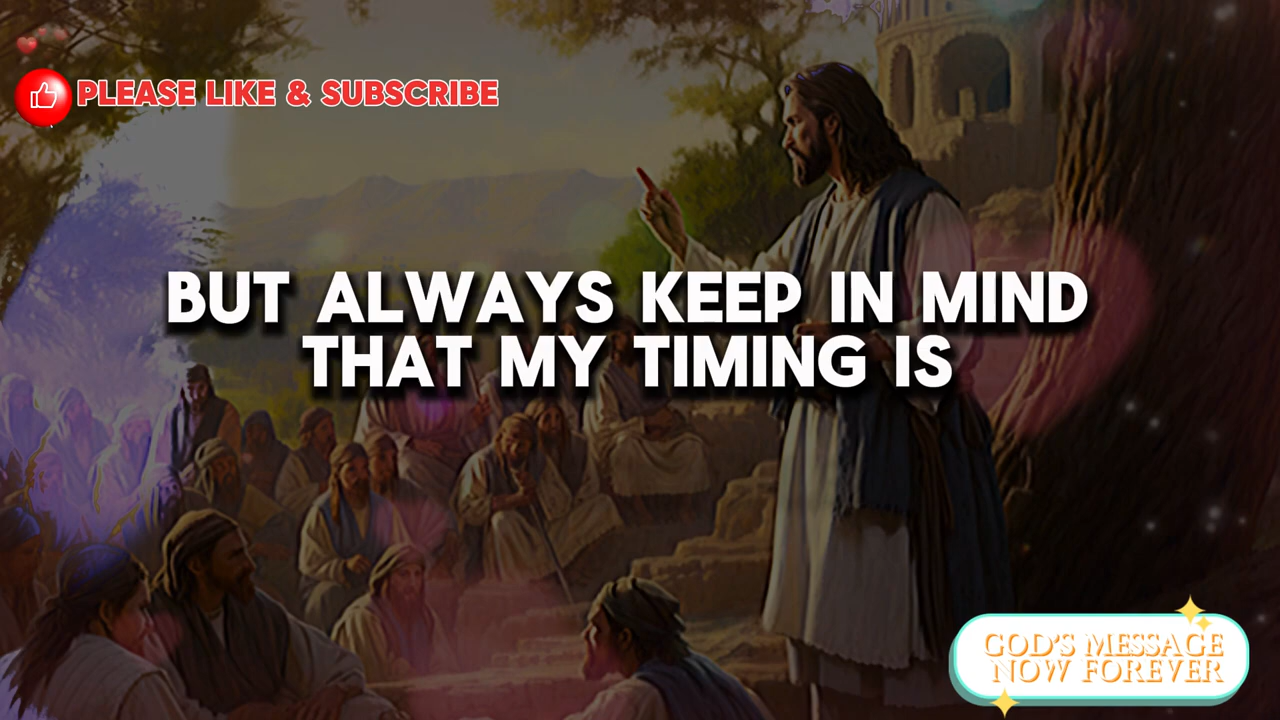 PLEASE LIKE & SUBSCRIBE
BUT ALWAYS KEEP IN MIND
THAT MY TIMING IS
GOD'S MESSAGE
NOW FOREVER